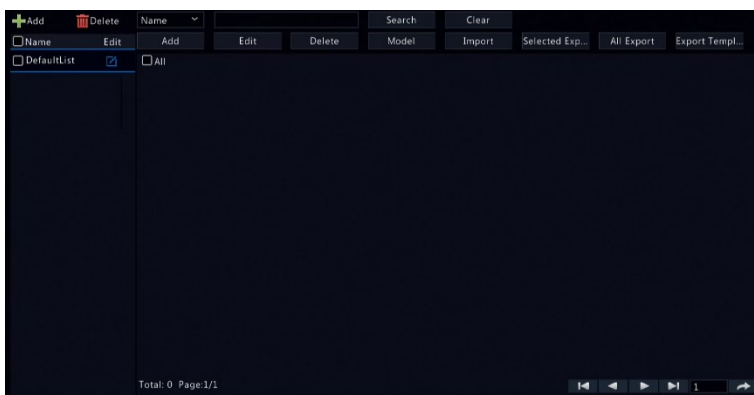 Add Delete Name Search Clear
Name Edit Add Edit Delete Model Import Selected Exp... All Export Export Templ...
DefaultList All
Total: 0 Page:1/1 1